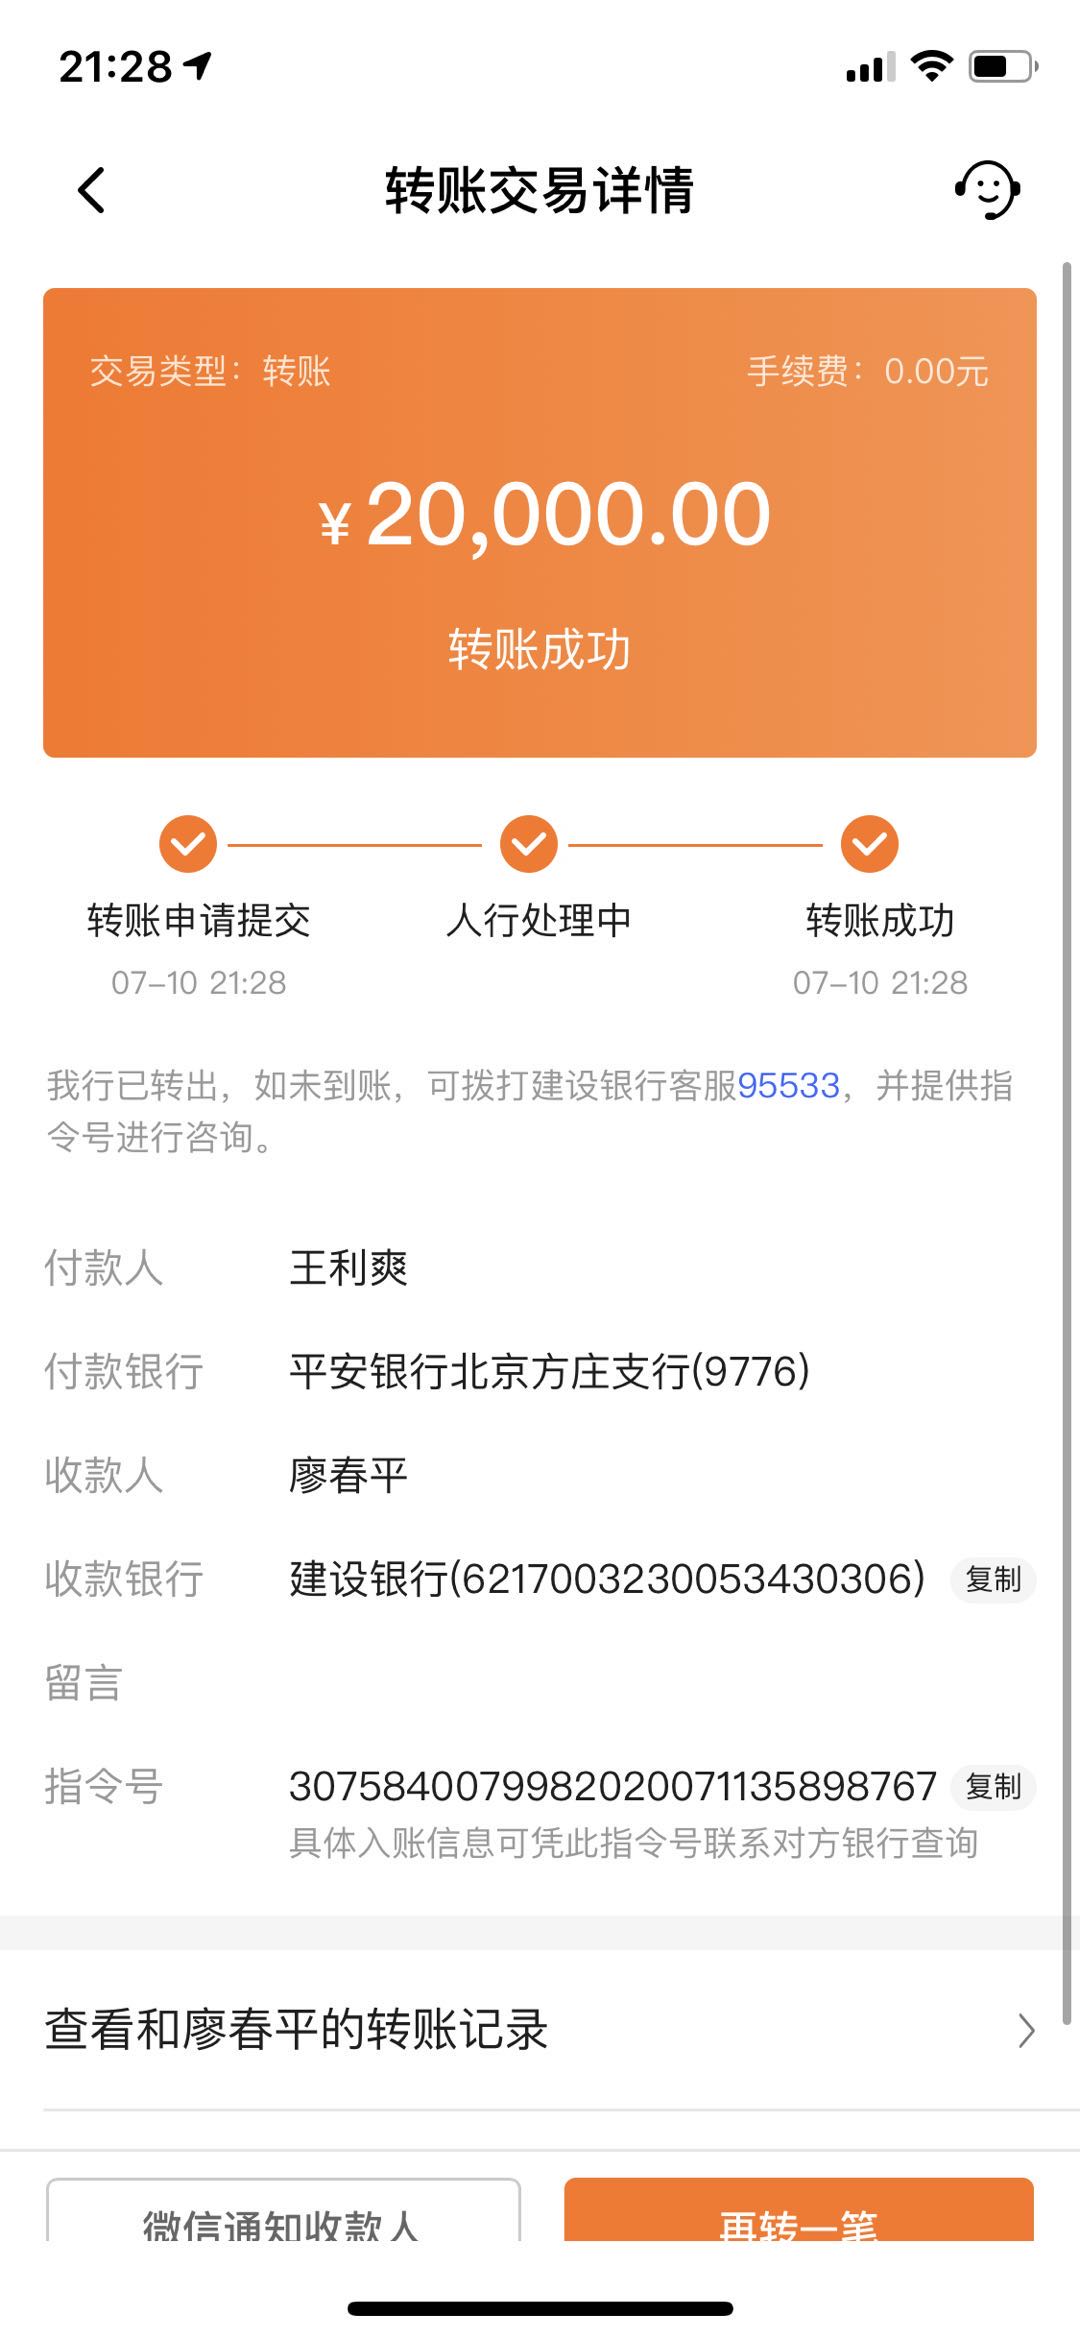 21:28
转账交易详情
交易类型：转账
手续费：0.00元
¥20,000.00
转账成功
转账申请提交
人行处理中
转账成功
07-10 21:28
07-10 21:28
我行已转出，如未到账，可拨打建设银行客服95533，并提供指
令号进行咨询。
付款人 王利爽
付款银行 平安银行北京方庄支行(9776)
收款人 廖春平
收款银行 建设银行(6217003230053430306) 复制
留言
指令号 30758400799820200711358987​67 复制
具体入账信息可凭此指令号联系对方银行查询
查看和廖春平的转账记录
微信通知收款人
再转一笔